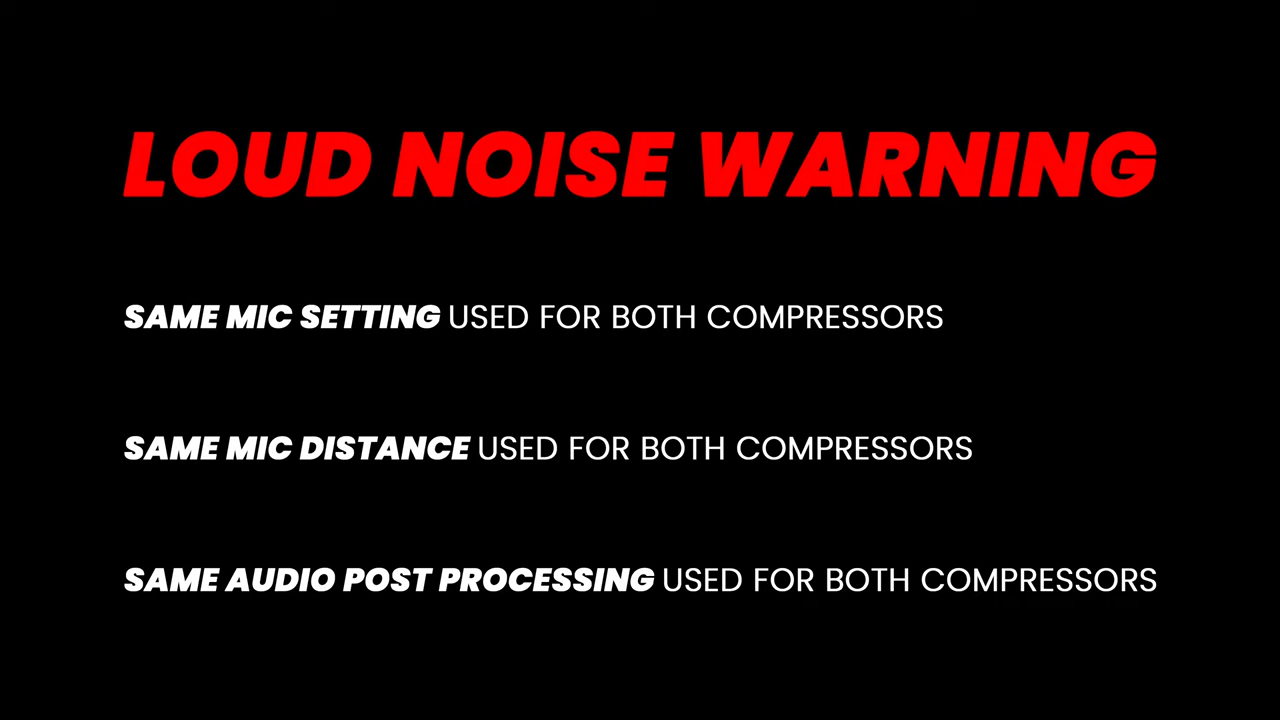 LOUD NOISE WARNING
SAME MIC SETTING USED FOR BOTH COMPRESSORS
SAME MIC DISTANCE USED FOR BOTH COMPRESSORS
SAME AUDIO POST PROCESSING USED FOR BOTH COMPRESSORS